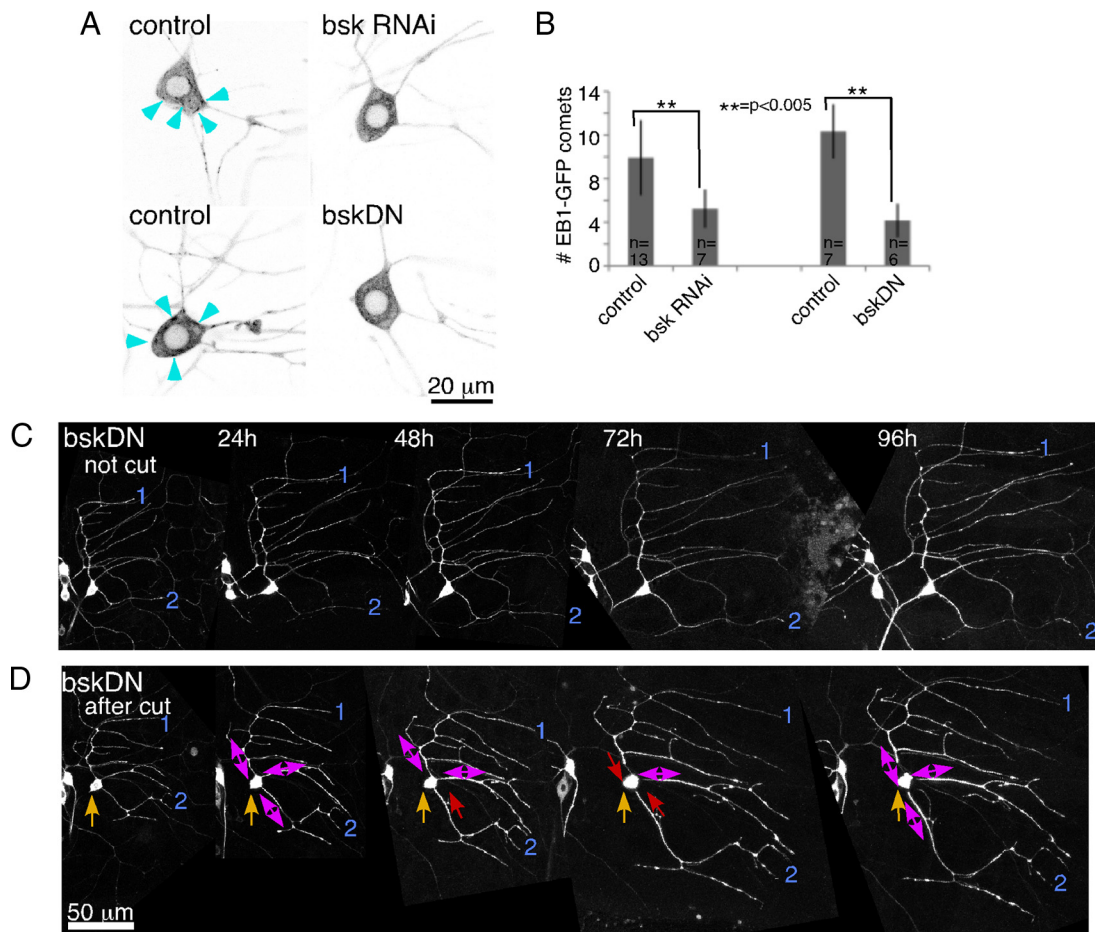 A
control
bsk RNAi
control
bskDN
20 μm
B
# EB1-GFP comets
14
12
10
8
6
4
2
0
**
**=p<0.005
**
n=
13
n=
7
n=
7
n=
6
control
bsk RNAi
control
bskDN
C
bskDN
not cut
24h
48h
72h
96h
1
1
1
1
1
2
2
2
2
2
D
bskDN
after cut
1
1
1
1
1
2
2
2
2
2
50 μm